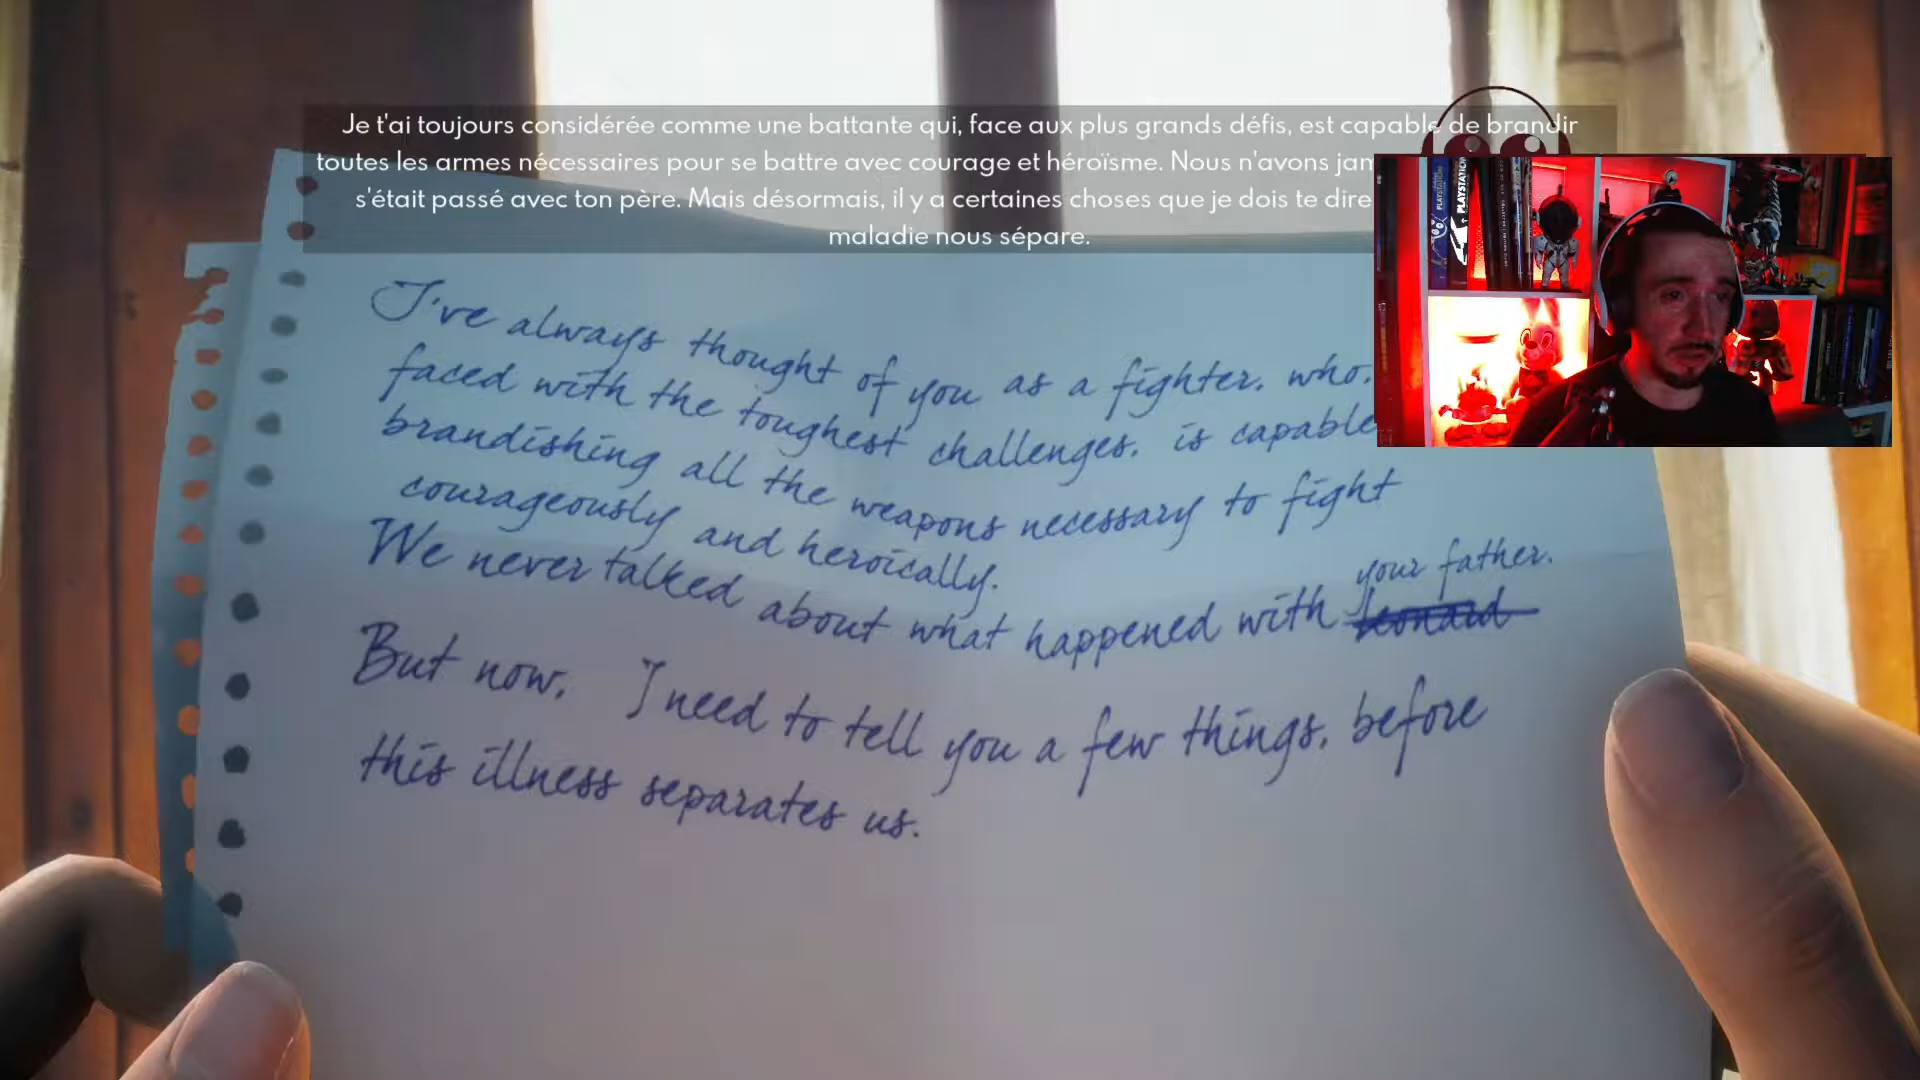 Je t'ai toujours considérée comme une battante qui, face aux plus grands défis, est capable de brandir
toutes les armes nécessaires pour se battre avec courage et héroïsme. Nous n'avons
s'était passé avec ton père. Mais désormais, il y a certaines choses que je dois te dire
maladie nous sépare.
I've always thought of you as a fighter. who.
faced with the toughest challenges. is capable
brandishing all the weapons necessary to fight
courageously and heroically.
We never talked about what happened with leonard your father.
But now. I need to tell you a few things. before
this illness separates us.
PLAYSTATION